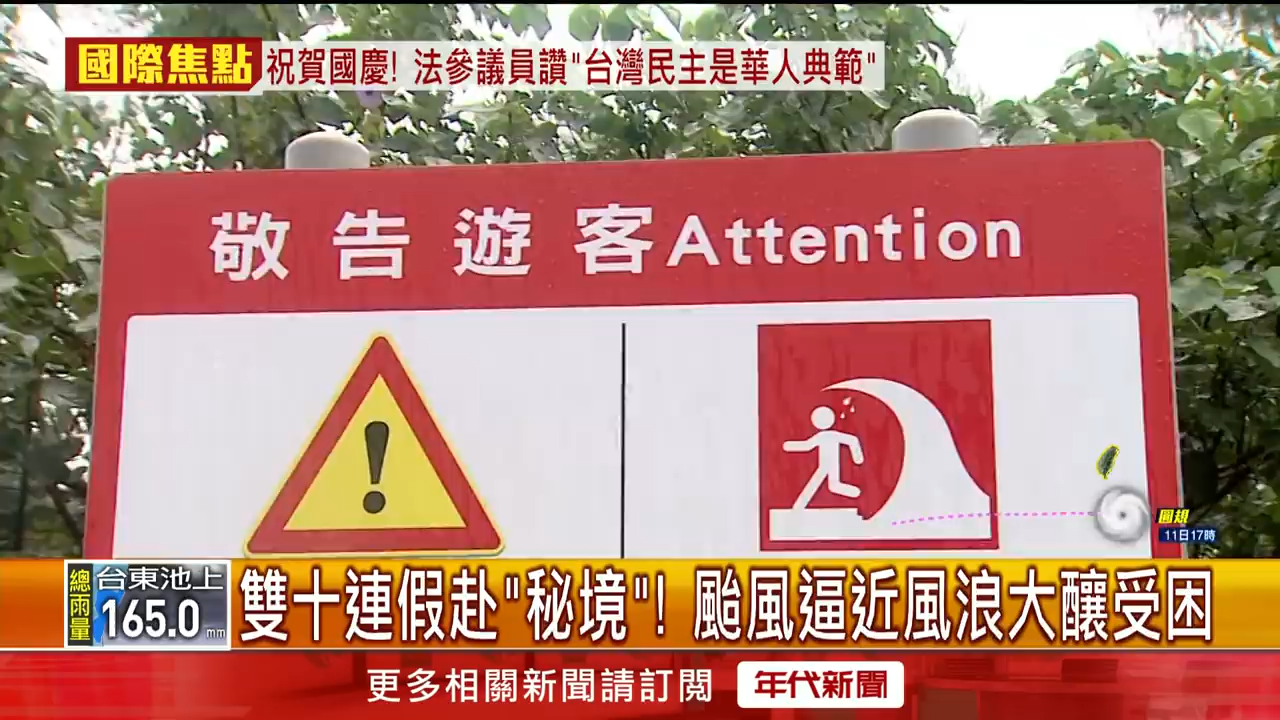 國際焦點 祝賀國慶! 法參議員讚"台灣民主是華人典範"
敬告遊客Attention
圓規
11日17時
總雨量 台東池上
165.0mm
雙十連假赴"秘境"! 颱風逼近風浪大釀受困
更多相關新聞請訂閱 年代新聞